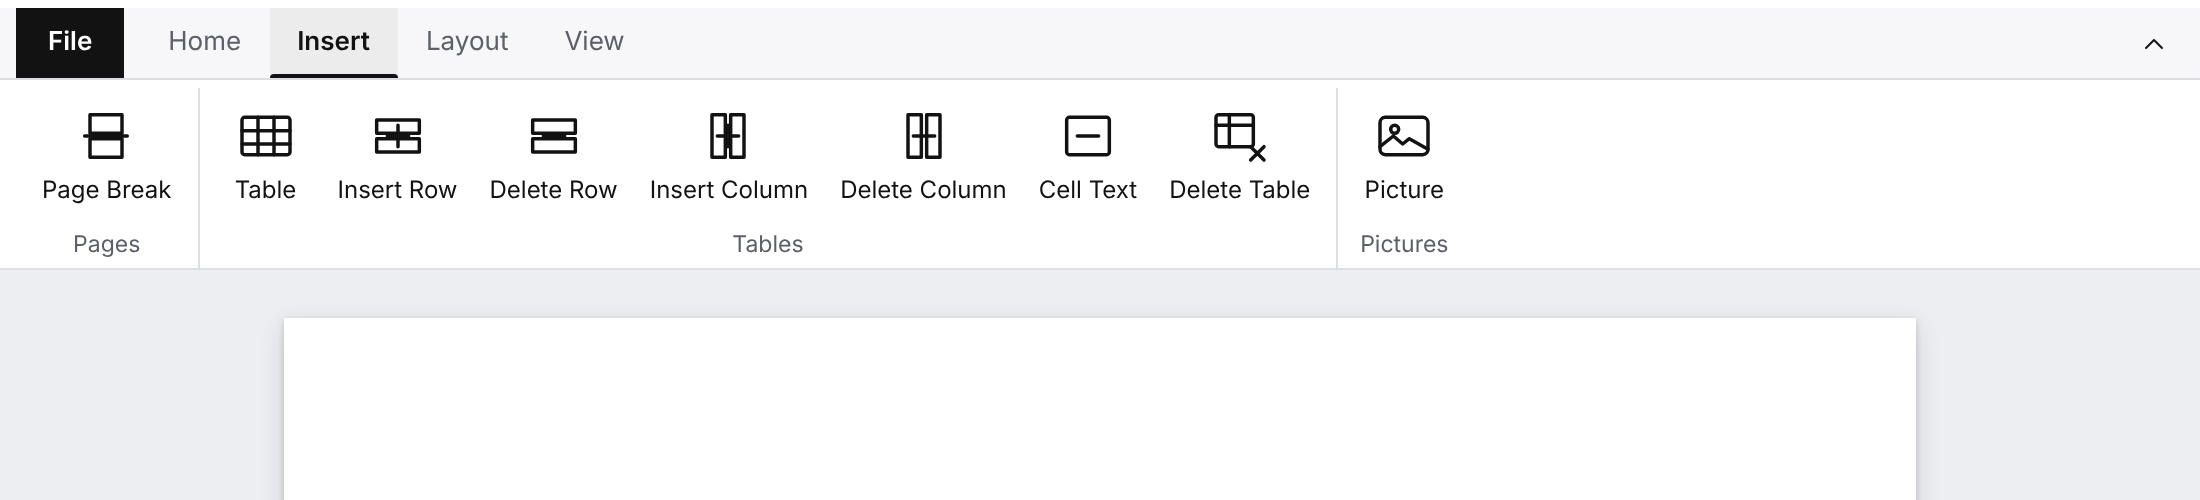 File Home Insert Layout View
Page Break Table Insert Row Delete Row Insert Column Delete Column Cell Text Delete Table Picture
Pages Tables Pictures